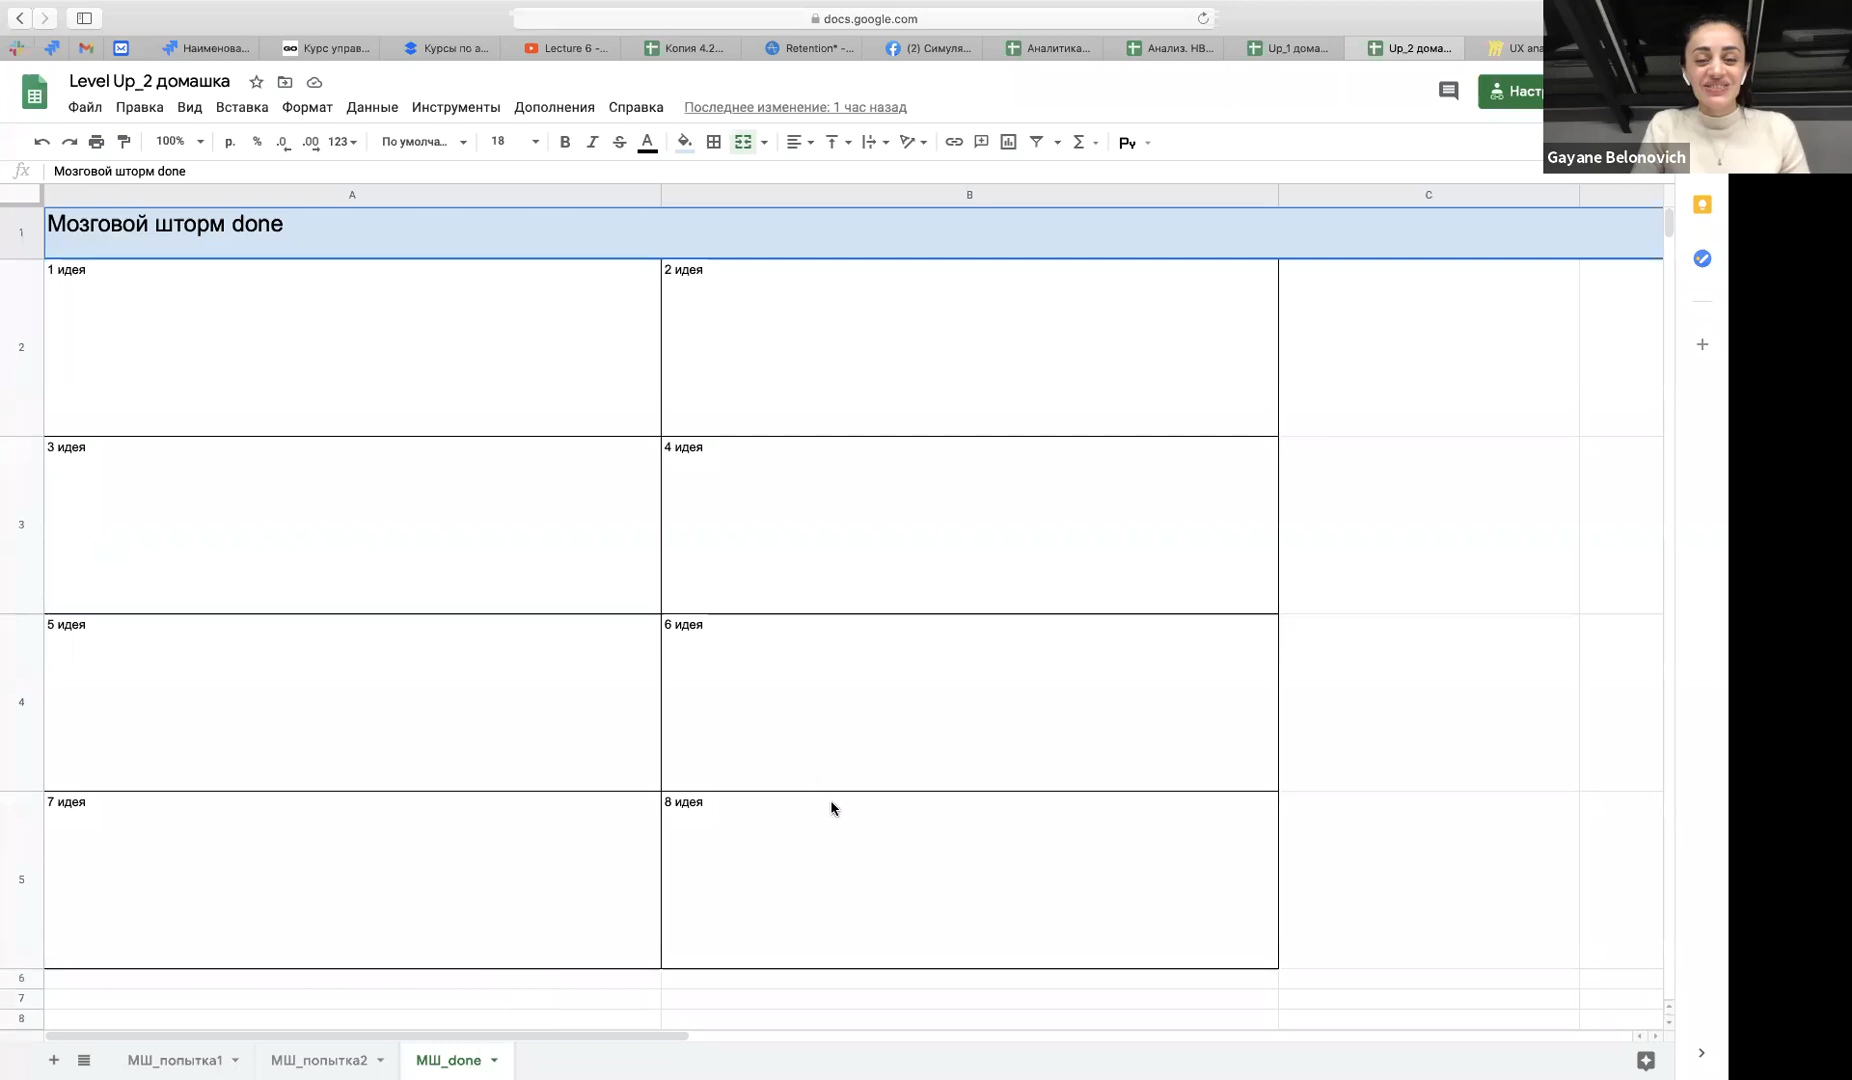 docs.google.com
Наименова...
GO Курс управ...
Курсы по а...
Lecture 6 -...
Копия 4.2...
Retention* -...
(2) Симуля...
Аналитика...
Анализ. НВ...
Up_1 дома...
Up_2 дома...
UX ana
Level Up_2 домашка
Файл Правка Вид Вставка Формат Данные Инструменты Дополнения Справка Последнее изменение: 1 час назад
Настр
Gayane Belonovich
100% р. % .0 .00 123 По умолча... 18 B I S A Σ Ру
fx Мозговой шторм done
A B C
1 Мозговой шторм done
1 идея 2 идея
2
3 идея 4 идея
3
5 идея 6 идея
4
7 идея 8 идея
5
6
7
8
МШ_попытка1 МШ_попытка2 МШ_done